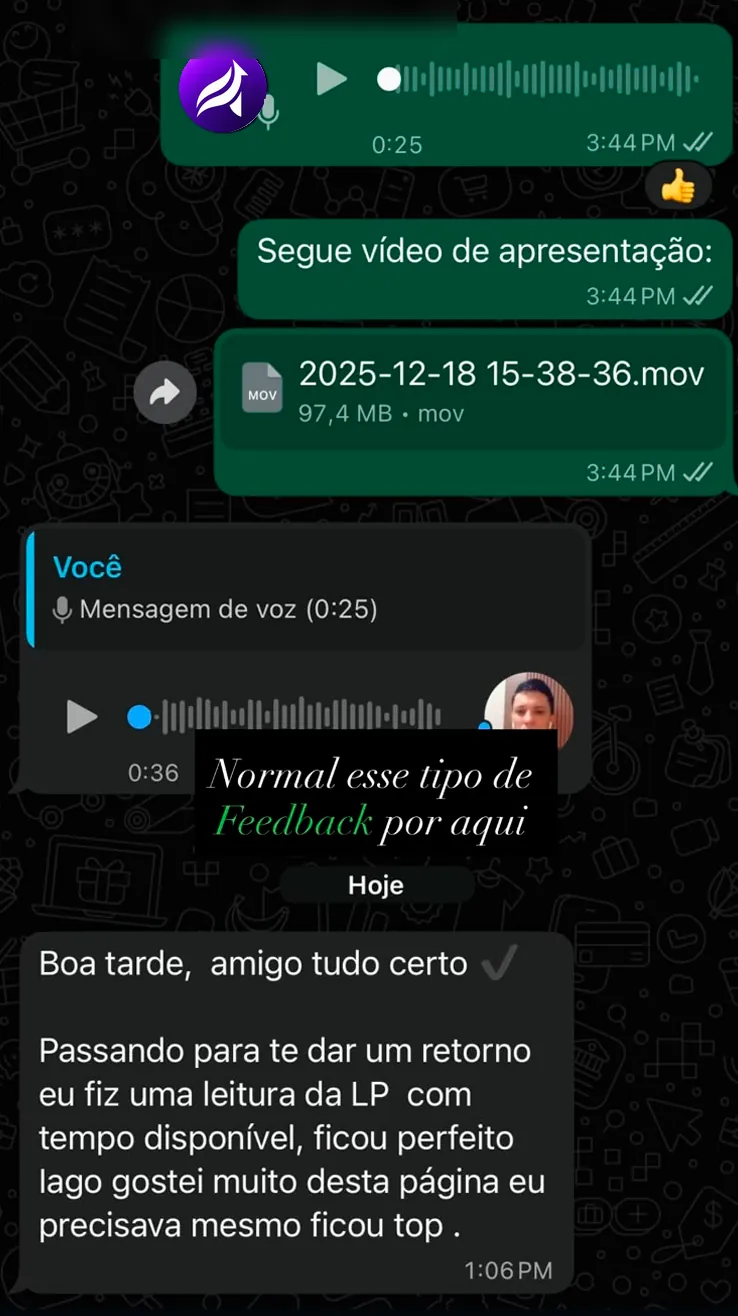 0:25
3:44 PM
Segue vídeo de apresentação:
3:44 PM
MOV
2025-12-18 15-38-36.mov
97,4 MB • mov
3:44 PM
Você
Mensagem de voz (0:25)
0:36
Normal esse tipo de
Feedback por aqui
Hoje
Boa tarde,  amigo tudo certo
Passando para te dar um retorno
eu fiz uma leitura da LP  com
tempo disponível, ficou perfeito
Iago gostei muito desta página eu
precisava mesmo ficou top .
1:06 PM